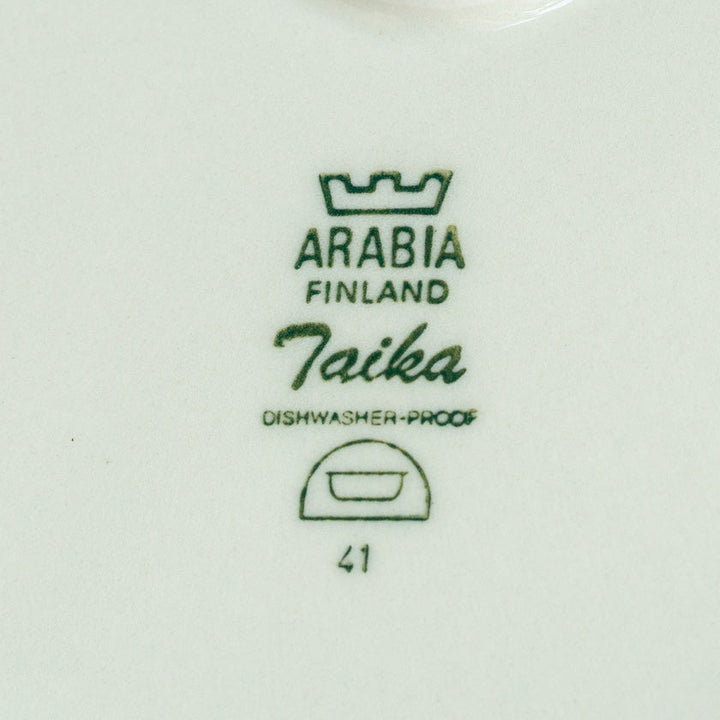 ARABIA
FINLAND
Taika
DISHWASHER-PROOF
41